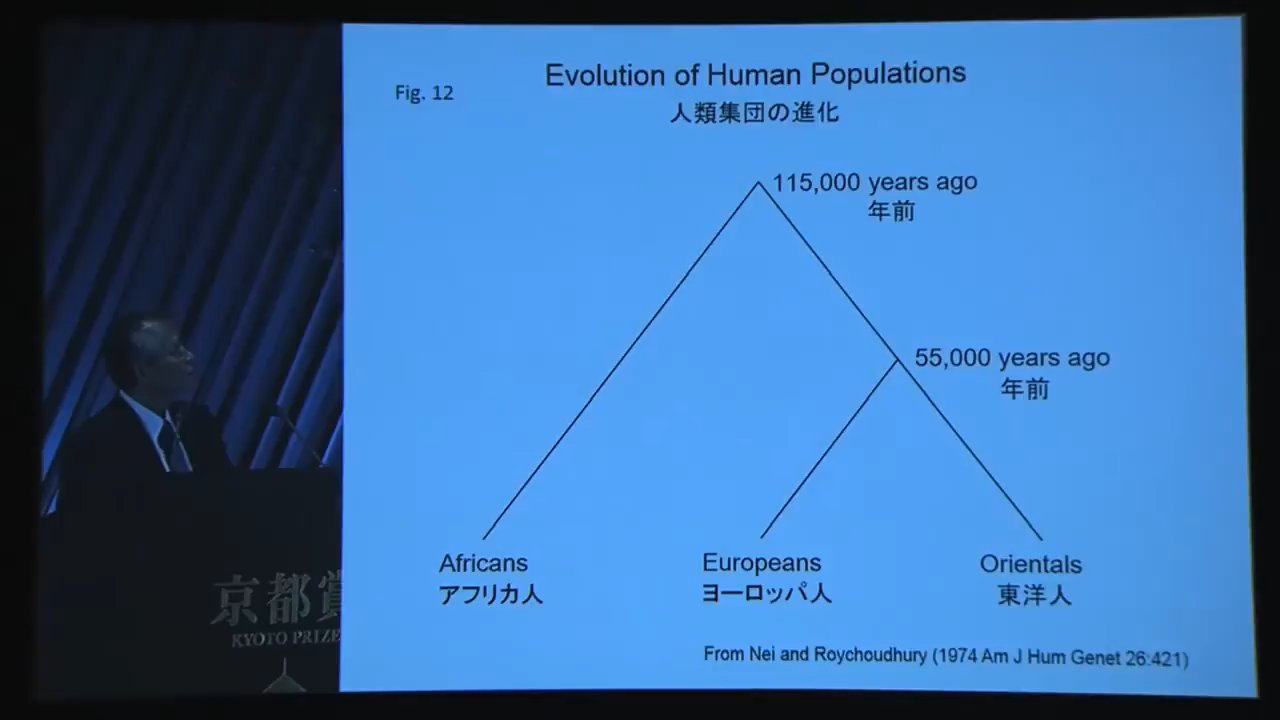 Fig. 12
Evolution of Human Populations
人類集団の進化
115,000 years ago
年前
55,000 years ago
年前
Africans
アフリカ人
Europeans
ヨーロッパ人
Orientals
東洋人
From Nei and Roychoudhury (1974 Am J Hum Genet 26:421)
京都賞
KYOTO PRIZE